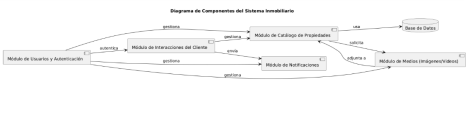 Diagrama de Componentes del Sistema Inmobiliario
gestiona
usa
Base de Datos
Módulo de Catálogo de Propiedades
gestiona
autentica
Módulo de Interacciones del Cliente
solicita
Módulo de Usuarios y Autenticación
envía
adjunta a
Módulo de Medios (Imágenes/Videos)
gestiona
Módulo de Notificaciones
gestiona